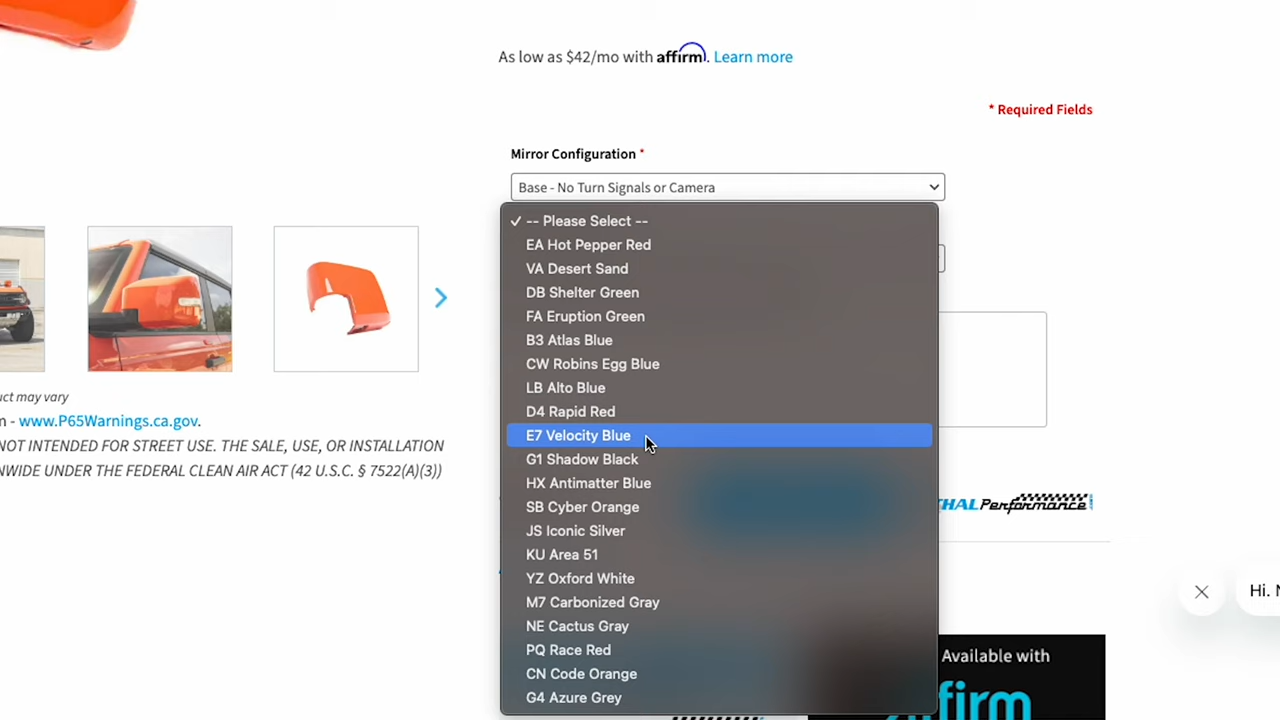 As low as $42/mo with affirm. Learn more
* Required Fields
Mirror Configuration *
Base - No Turn Signals or Camera
✓ -- Please Select --
EA Hot Pepper Red
VA Desert Sand
DB Shelter Green
FA Eruption Green
B3 Atlas Blue
CW Robins Egg Blue
LB Alto Blue
D4 Rapid Red
E7 Velocity Blue
G1 Shadow Black
HX Antimatter Blue
SB Cyber Orange
JS Iconic Silver
KU Area 51
YZ Oxford White
M7 Carbonized Gray
NE Cactus Gray
PQ Race Red
CN Code Orange
G4 Azure Grey
uct may vary
m - www.P65Warnings.ca.gov.
NOT INTENDED FOR STREET USE. THE SALE, USE, OR INSTALLATION
NWIDE UNDER THE FEDERAL CLEAN AIR ACT (42 U.S.C. § 7522(A)(3))
HAL Performance
Hi.
Available with
firm